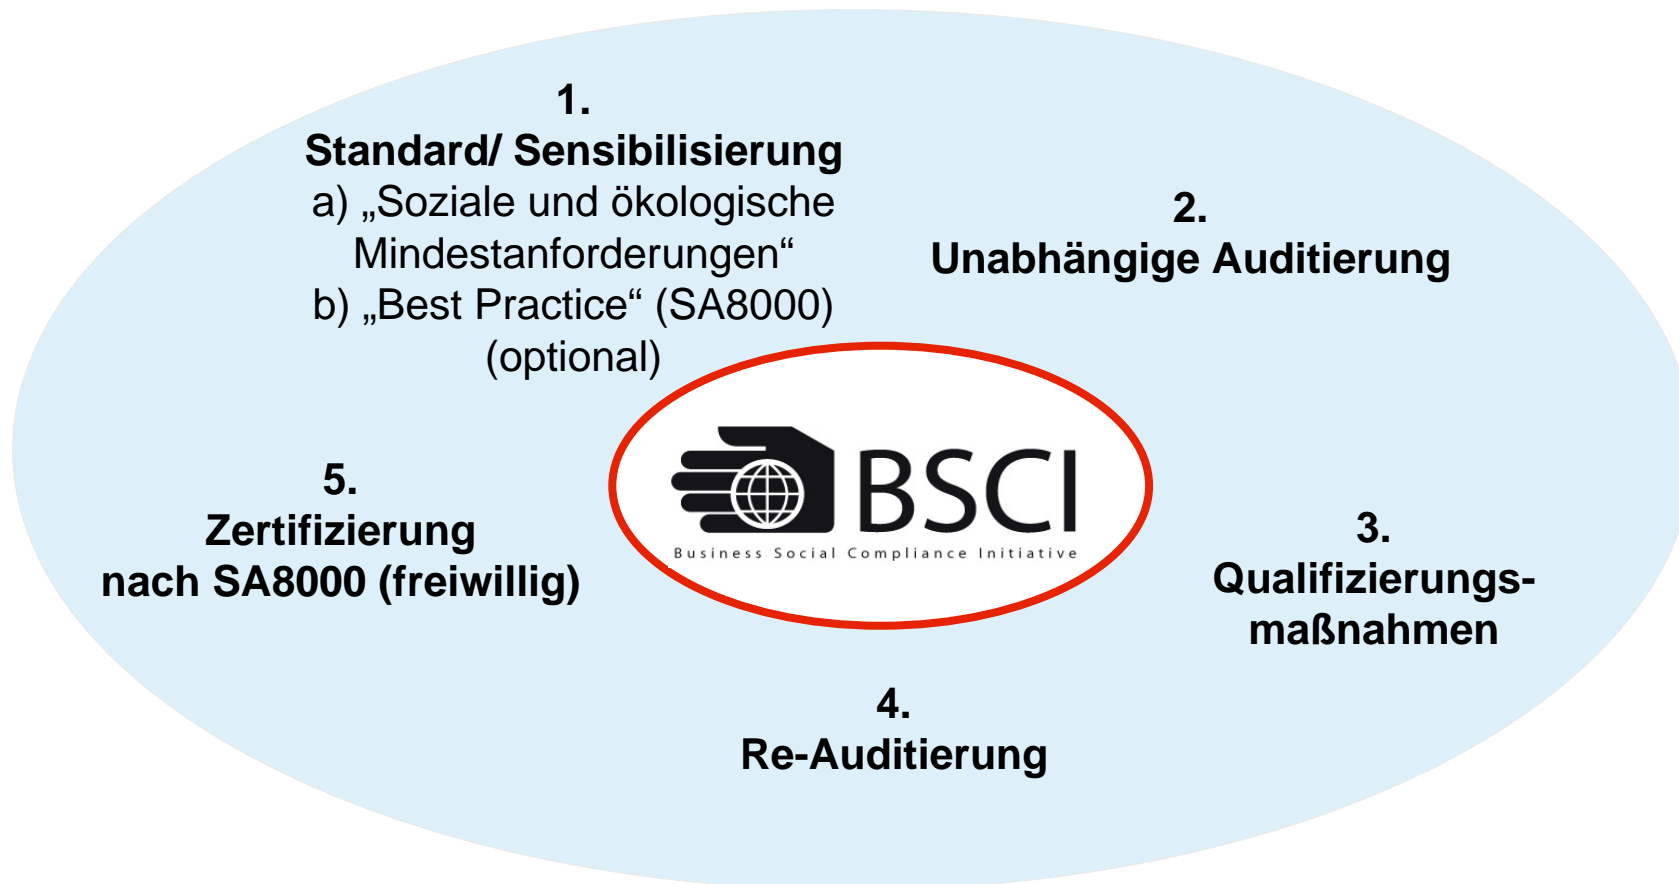 1.
Standard/ Sensibilisierung
a) „Soziale und ökologische
Mindestanforderungen“
b) „Best Practice“ (SA8000)
(optional)
2.
Unabhängige Auditierung
BSCI
Business Social Compliance Initiative
5.
Zertifizierung
nach SA8000 (freiwillig)
3.
Qualifizierungs-
maßnahmen
4.
Re-Auditierung